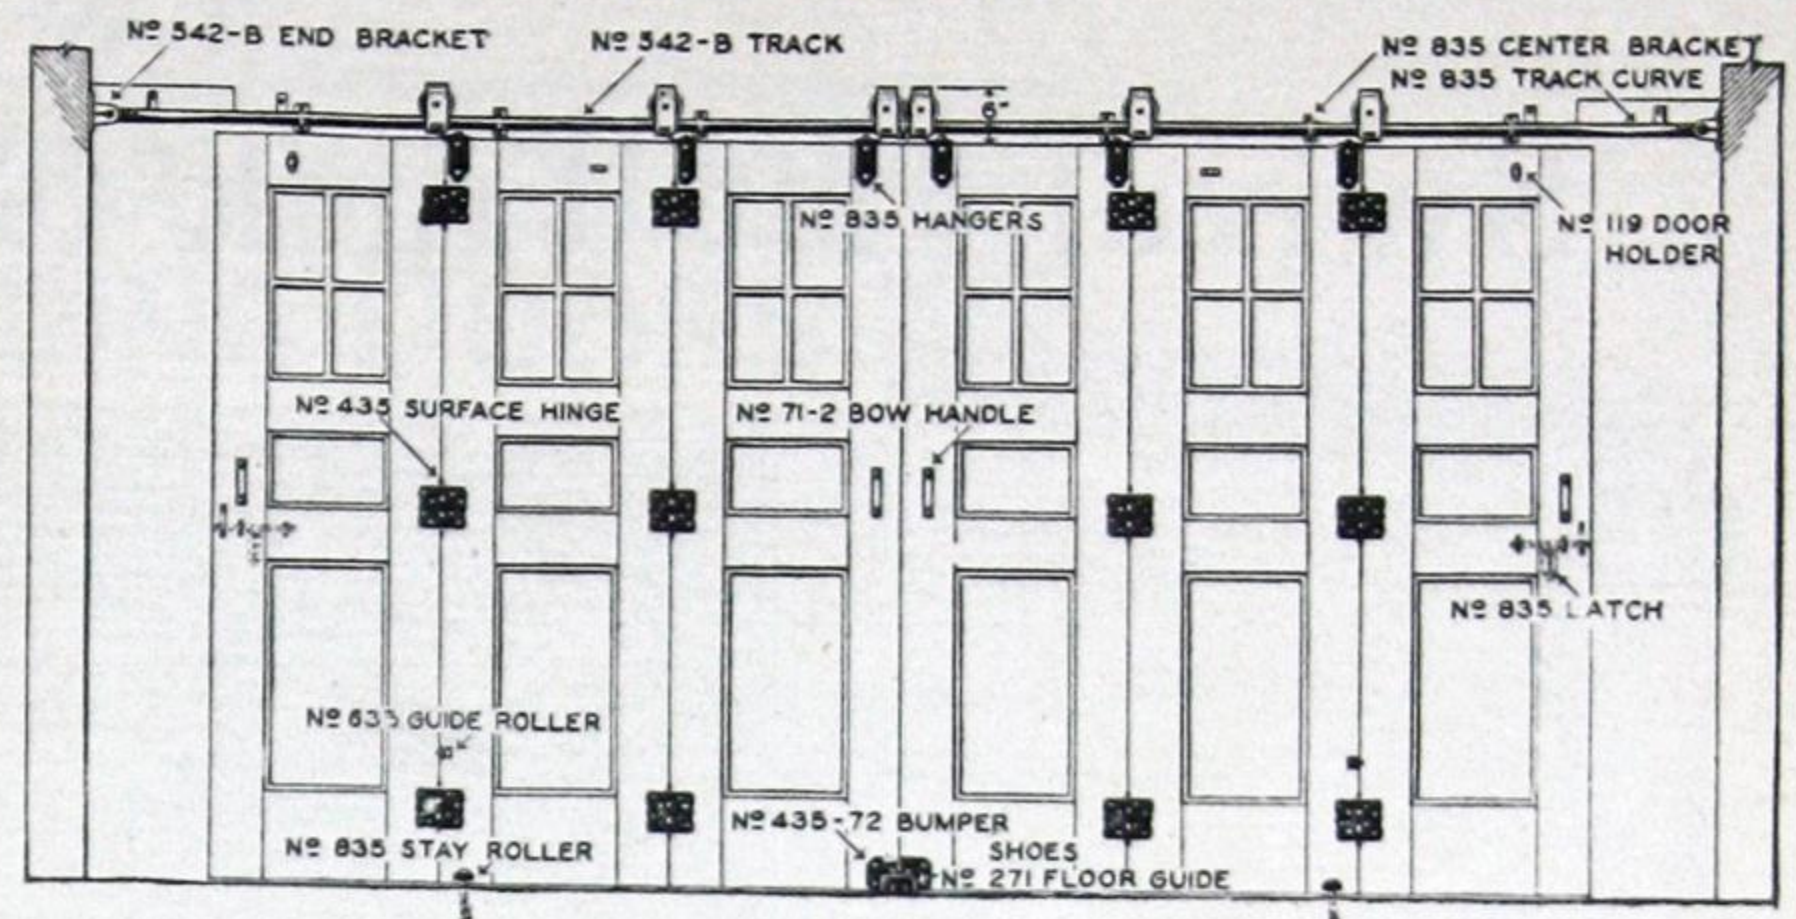 Nº 542-B END BRACKET
Nº 542-B TRACK
Nº 835 CENTER BRACKET
Nº 835 TRACK CURVE
6"
Nº 835 HANGERS
Nº 119 DOOR
HOLDER
Nº 435 SURFACE HINGE
Nº 71-2 BOW HANDLE
Nº 835 LATCH
Nº GUIDE ROLLER
Nº 435-72 BUMPER
SHOES
Nº 835 STAY ROLLER
Nº 271 FLOOR GUIDE